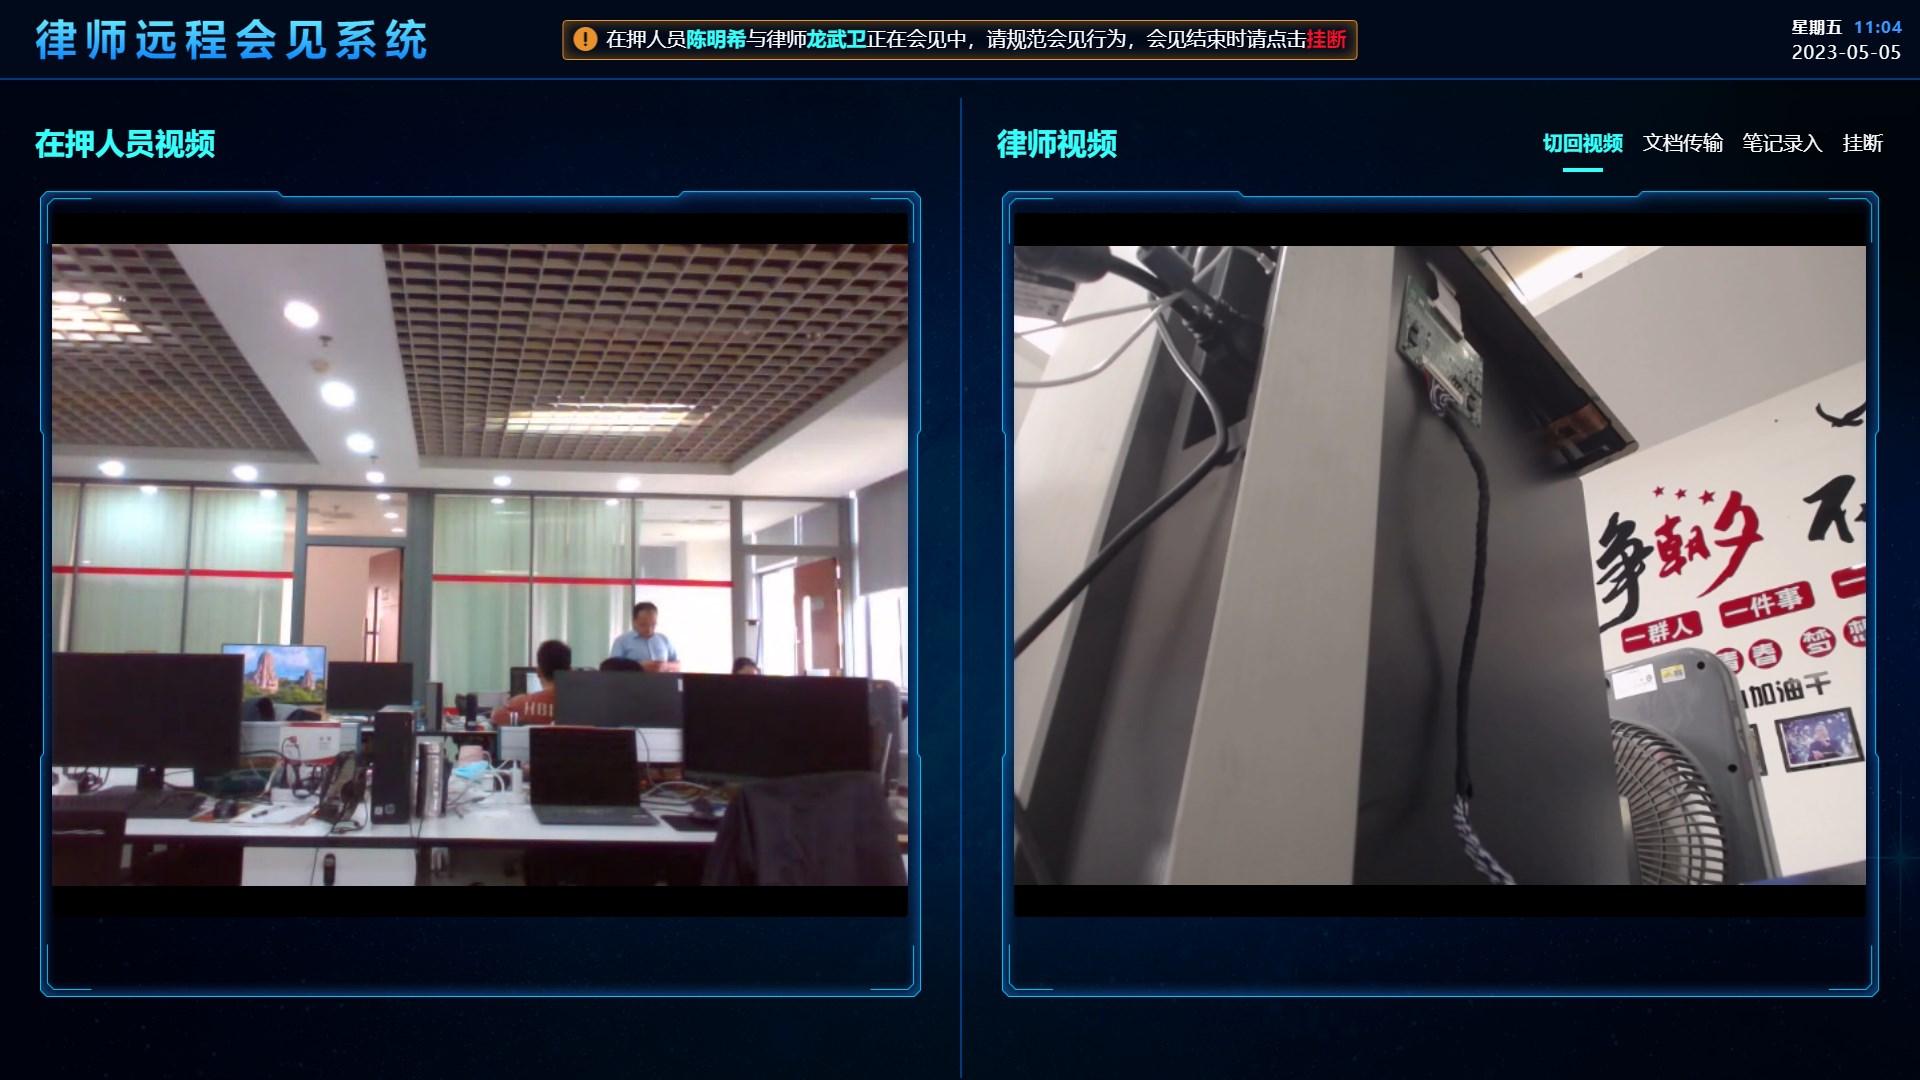 律师远程会见系统
在押人员陈明希与律师龙武卫正在会见中，请规范会见行为，会见结束时请点击挂断
星期五 11:04
2023-05-05
在押人员视频
律师视频
切回视频 文档传输 笔记录入 挂断
争朝夕 不
一群人 一件事 一
青春 梦想
加油干